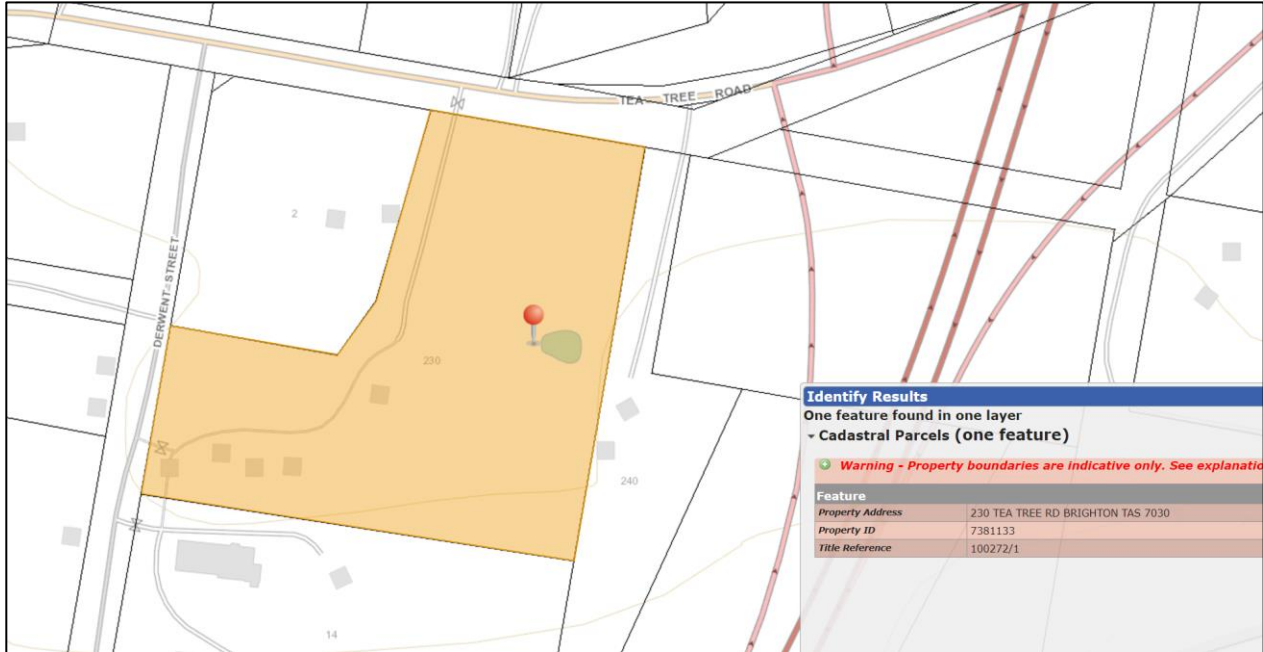 TEA TREE ROAD
2
DERWENT STREET
230
240
14
Identify Results
One feature found in one layer
Cadastral Parcels (one feature)
Warning - Property boundaries are indicative only. See explanatio
Feature
Property Address 230 TEA TREE RD BRIGHTON TAS 7030
Property ID 7381133
Title Reference 100272/1